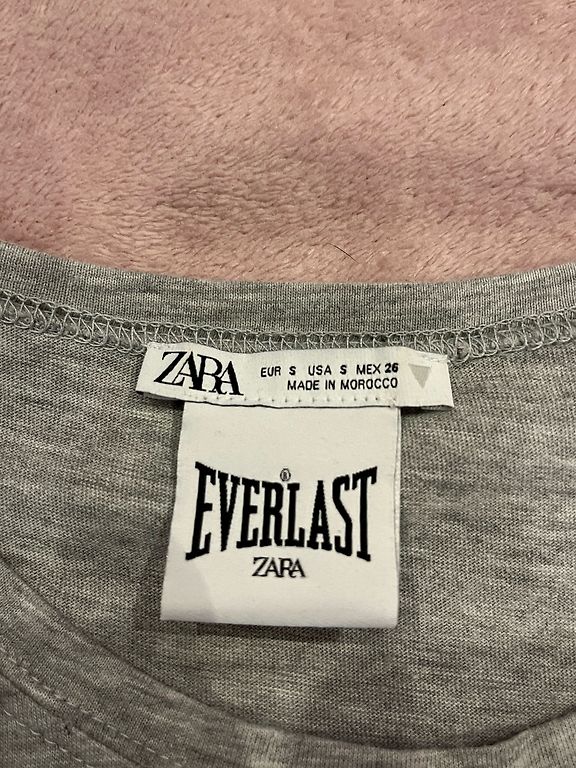 ZARA
EUR S USA S MEX 26
MADE IN MOROCCO
®
EVERLAST
ZARA